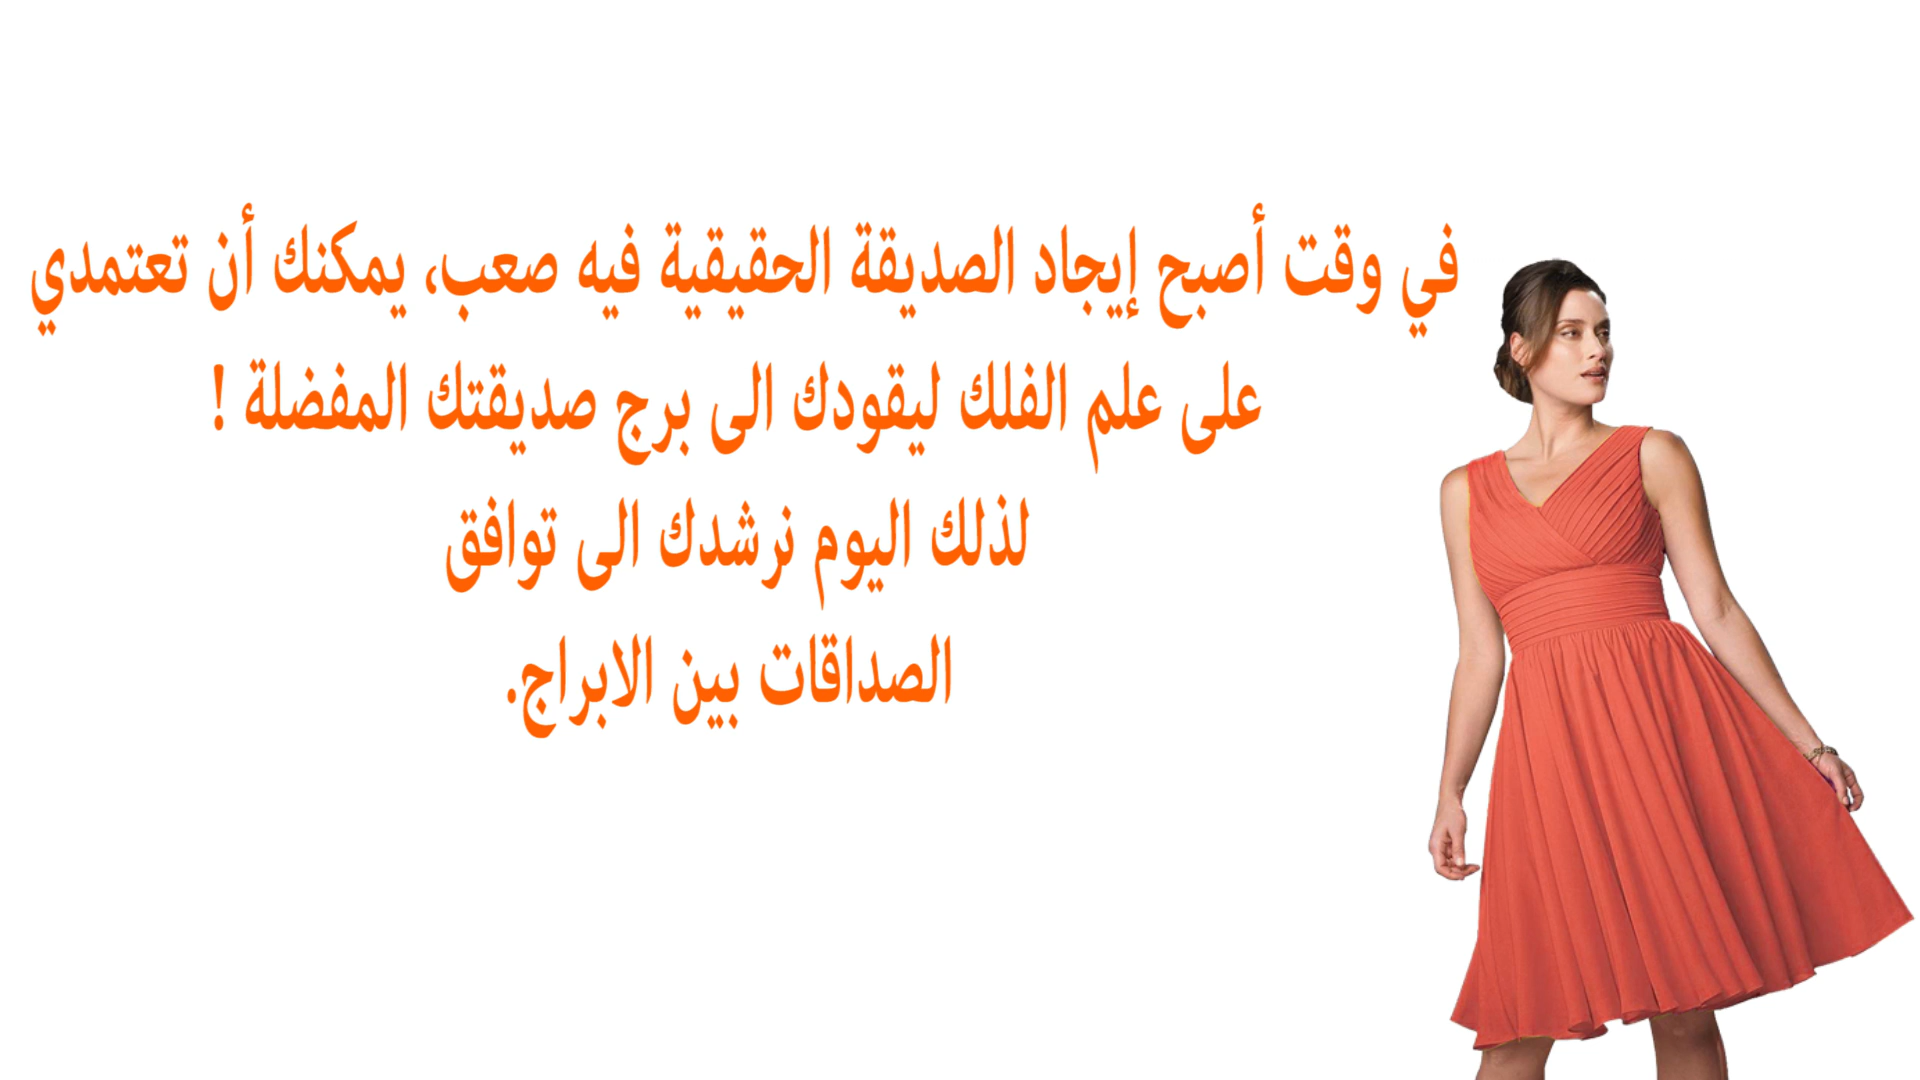 في وقت أصبح إيجاد الصديقة الحقيقية فيه صعب، يمكنك أن تعتمدي
على علم الفلك ليقودك الى برج صديقتك المفضلة !
لذلك اليوم نرشدك الى توافق
الصداقات بين الابراج.